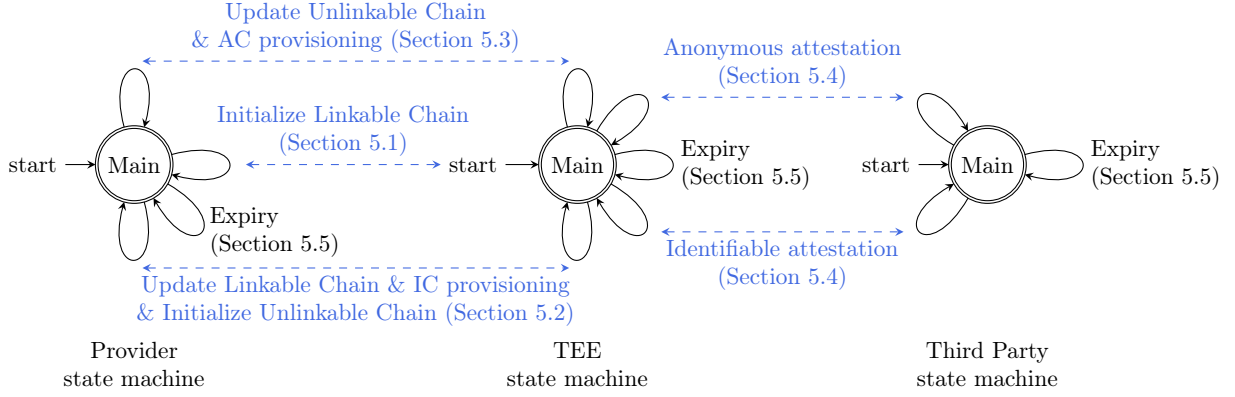 Update Unlinkable Chain
& AC provisioning (Section 5.3)
Anonymous attestation
(Section 5.4)
Initialize Linkable Chain
(Section 5.1)
start
Main
start
Main
Expiry
(Section 5.5)
start
Main
Expiry
(Section 5.5)
Expiry
(Section 5.5)
Identifiable attestation
(Section 5.4)
Update Linkable Chain & IC provisioning
& Initialize Unlinkable Chain (Section 5.2)
Provider
state machine
TEE
state machine
Third Party
state machine